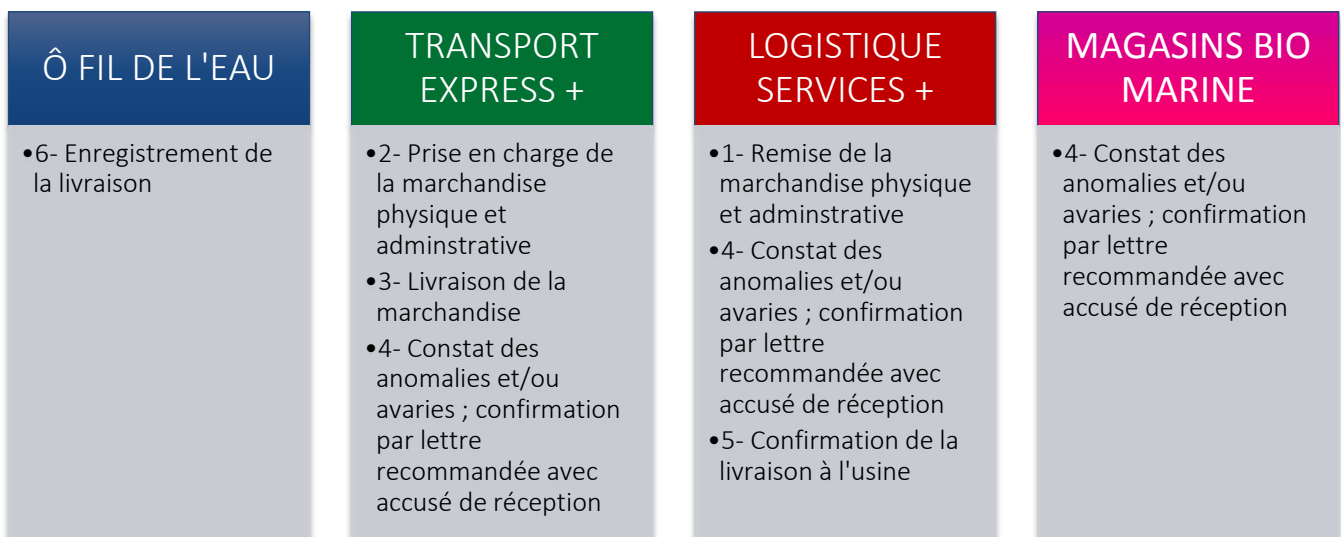 Ô FIL DE L'EAU
•6- Enregistrement de
la livraison
TRANSPORT
EXPRESS +
•2- Prise en charge de
la marchandise
physique et
adminstrative
•3- Livraison de la
marchandise
•4- Constat des
anomalies et/ou
avaries ; confirmation
par lettre
recommandée avec
accusé de réception
LOGISTIQUE
SERVICES +
•1- Remise de la
marchandise physique
et adminstrative
•4- Constat des
anomalies et/ou
avaries ; confirmation
par lettre
recommandée avec
accusé de réception
•5- Confirmation de la
livraison à l'usine
MAGASINS BIO
MARINE
•4- Constat des
anomalies et/ou
avaries ; confirmation
par lettre
recommandée avec
accusé de réception